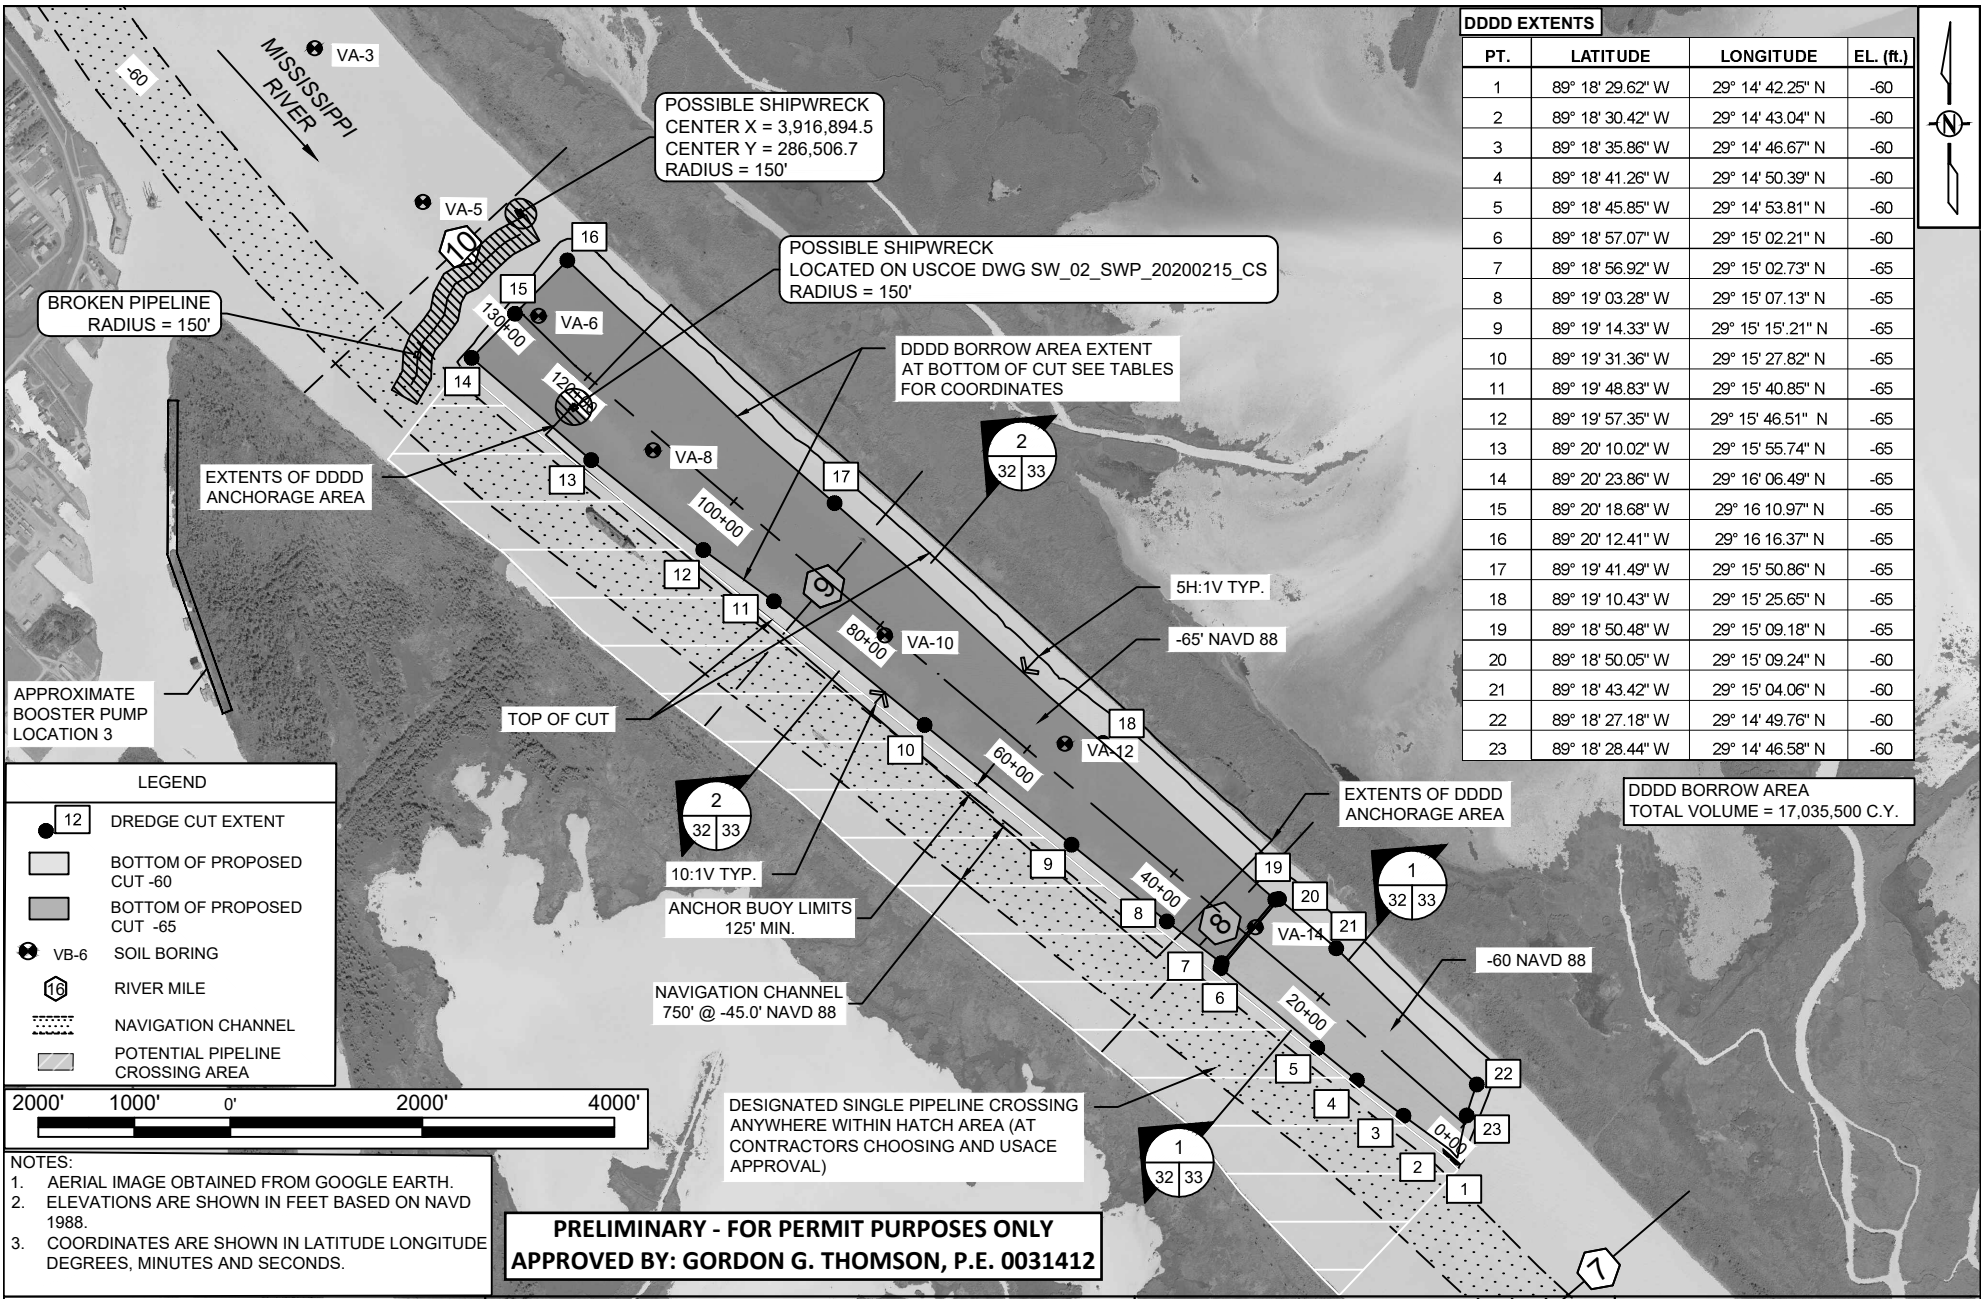 MISSISSIPPI
RIVER
-60
VA-3
VA-5
10
POSSIBLE SHIPWRECK
CENTER X = 3,916,894.5
CENTER Y = 286,506.7
RADIUS = 150'
POSSIBLE SHIPWRECK
LOCATED ON USCOE DWG SW_02_SWP_20200215_CS
RADIUS = 150'
BROKEN PIPELINE
RADIUS = 150'
16
15
14
130+00
VA-6
120+00
DDDD BORROW AREA EXTENT
AT BOTTOM OF CUT SEE TABLES
FOR COORDINATES
2
32 33
EXTENTS OF DDDD
ANCHORAGE AREA
13
VA-8
17
100+00
12
11
9
80+00
VA-10
5H:1V TYP.
-65' NAVD 88
APPROXIMATE
BOOSTER PUMP
LOCATION 3
TOP OF CUT
10
18
VA-12
60+00
2
32 33
10:1V TYP.
EXTENTS OF DDDD
ANCHORAGE AREA
9
19
20
21
1
32 33
40+00
8
8
VA-14
ANCHOR BUOY LIMITS
125' MIN.
7
6
-60 NAVD 88
NAVIGATION CHANNEL
750' @ -45.0' NAVD 88
20+00
5
4
3
2
1
22
23
0+00
DESIGNATED SINGLE PIPELINE CROSSING
ANYWHERE WITHIN HATCH AREA (AT
CONTRACTORS CHOOSING AND USACE
APPROVAL)
1
32 33
7
DDDD EXTENTS
PT. LATITUDE LONGITUDE EL. (ft.)
1 89° 18' 29.62" W 29° 14' 42.25" N -60
2 89° 18' 30.42" W 29° 14' 43.04" N -60
3 89° 18' 35.86" W 29° 14' 46.67" N -60
4 89° 18' 41.26" W 29° 14' 50.39" N -60
5 89° 18' 45.85" W 29° 14' 53.81" N -60
6 89° 18' 57.07" W 29° 15' 02.21" N -60
7 89° 18' 56.92" W 29° 15' 02.73" N -65
8 89° 19' 03.28" W 29° 15' 07.13" N -65
9 89° 19' 14.33" W 29° 15' 15'.21" N -65
10 89° 19' 31.36" W 29° 15' 27.82" N -65
11 89° 19' 48.83" W 29° 15' 40.85" N -65
12 89° 19' 57.35" W 29° 15' 46.51" N -65
13 89° 20' 10.02" W 29° 15' 55.74" N -65
14 89° 20' 23.86" W 29° 16' 06.49" N -65
15 89° 20' 18.68" W 29° 16 10.97" N -65
16 89° 20' 12.41" W 29° 16 16.37" N -65
17 89° 19' 41.49" W 29° 15' 50.86" N -65
18 89° 19' 10.43" W 29° 15' 25.65" N -65
19 89° 18' 50.48" W 29° 15' 09.18" N -65
20 89° 18' 50.05" W 29° 15' 09.24" N -60
21 89° 18' 43.42" W 29° 15' 04.06" N -60
22 89° 18' 27.18" W 29° 14' 49.76" N -60
23 89° 18' 28.44" W 29° 14' 46.58" N -60
N
DDDD BORROW AREA
TOTAL VOLUME = 17,035,500 C.Y.
LEGEND
12 DREDGE CUT EXTENT
BOTTOM OF PROPOSED
CUT -60
BOTTOM OF PROPOSED
CUT -65
VB-6 SOIL BORING
16 RIVER MILE
NAVIGATION CHANNEL
POTENTIAL PIPELINE
CROSSING AREA
2000' 1000' 0' 2000' 4000'
NOTES:
1. AERIAL IMAGE OBTAINED FROM GOOGLE EARTH.
2. ELEVATIONS ARE SHOWN IN FEET BASED ON NAVD
1988.
3. COORDINATES ARE SHOWN IN LATITUDE LONGITUDE
DEGREES, MINUTES AND SECONDS.
PRELIMINARY - FOR PERMIT PURPOSES ONLY
APPROVED BY: GORDON G. THOMSON, P.E. 0031412